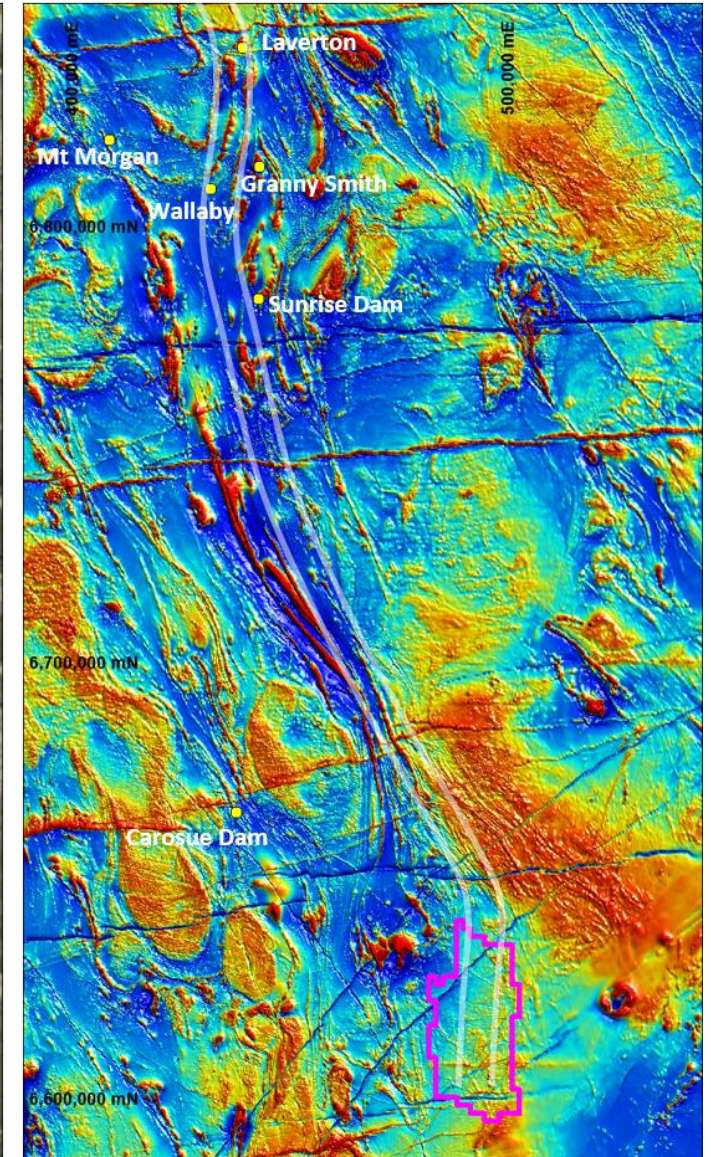 400,000 mE
500,000 mE
Laverton
Mt Morgan
Granny Smith
Wallaby
6,800,000 mN
Sunrise Dam
6,700,000 mN
Carosue Dam
6,600,000 mN